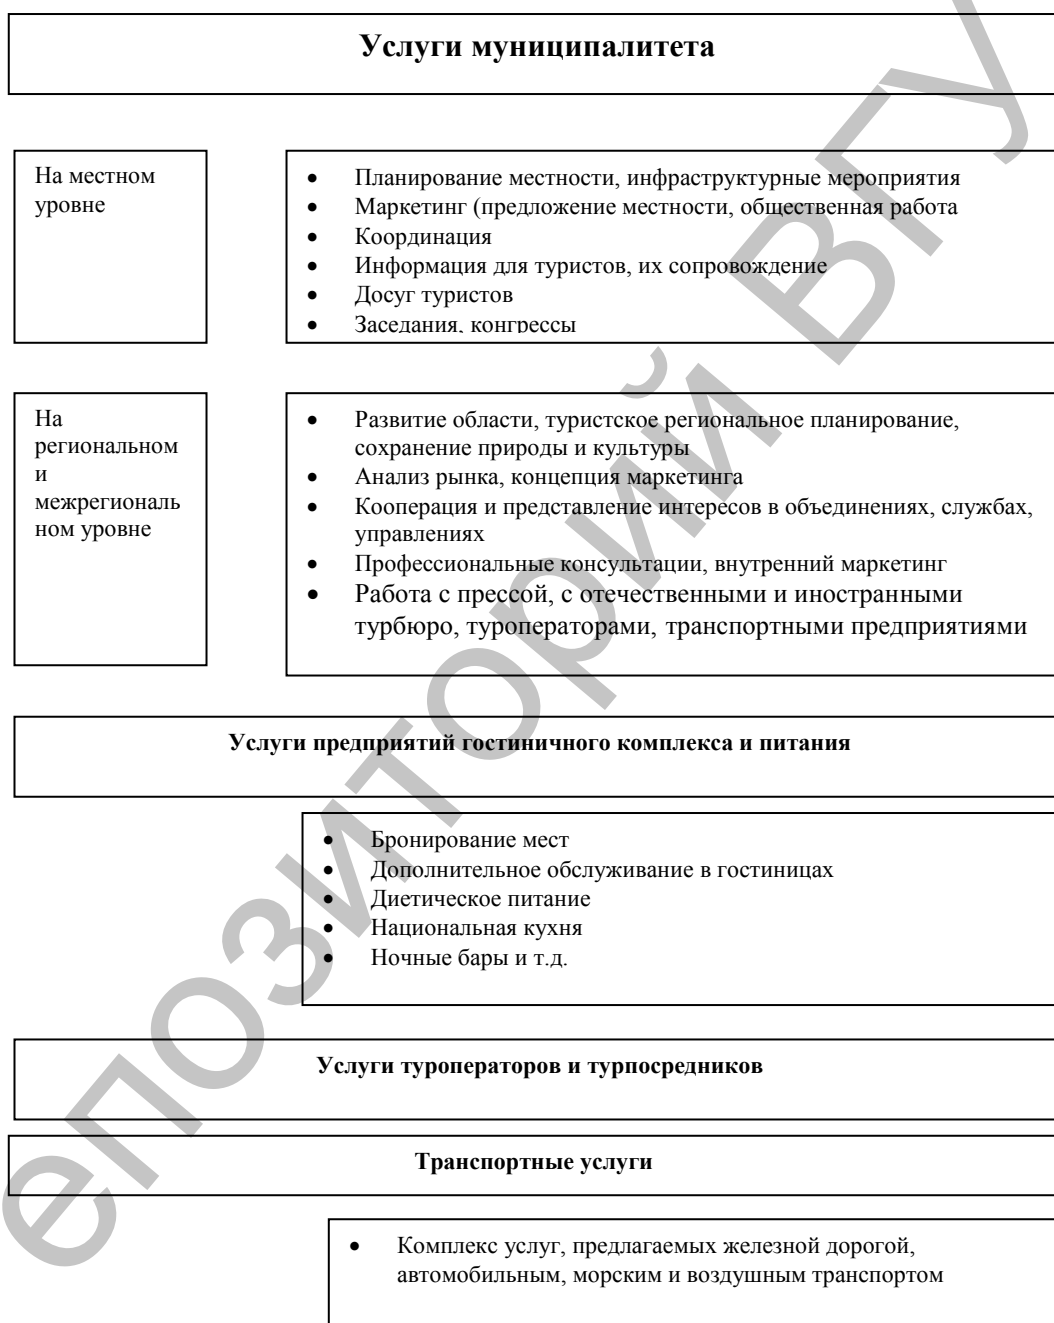 Услуги муниципалитета
На местном
уровне
• Планирование местности, инфраструктурные мероприятия
• Маркетинг (предложение местности, общественная работа
• Координация
• Информация для туристов, их сопровождение
• Досуг туристов
• Заседания, конгрессы
На
региональном
и
межрегиональ
ном уровне
• Развитие области, туристское региональное планирование,
сохранение природы и культуры
• Анализ рынка, концепция маркетинга
• Кооперация и представление интересов в объединениях, службах,
управлениях
• Профессиональные консультации, внутренний маркетинг
• Работа с прессой, с отечественными и иностранными
турбюро, туроператорами, транспортными предприятиями
Услуги предприятий гостиничного комплекса и питания
• Бронирование мест
• Дополнительное обслуживание в гостиницах
• Диетическое питание
• Национальная кухня
• Ночные бары и т.д.
Услуги туроператоров и турпосредников
Транспортные услуги
• Комплекс услуг, предлагаемых железной дорогой,
автомобильным, морским и воздушным транспортом
епозиторий ВГУ